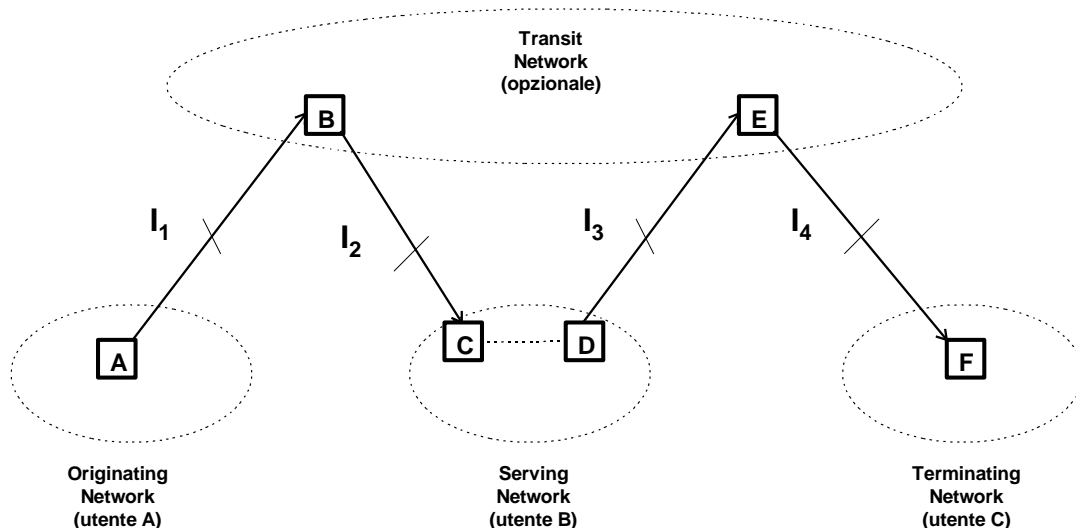 Transit
Network
(opzionale)
B
E
I1
I2
I3
I4
A
C
D
F
Originating
Network
(utente A)
Serving
Network
(utente B)
Terminating
Network
(utente C)